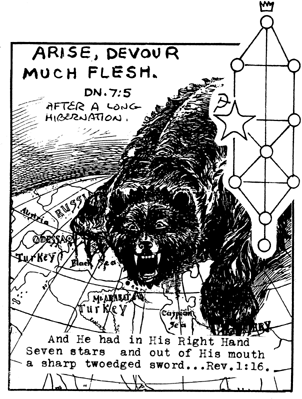 ARISE, DEVOUR
MUCH FLESH.
DN. 7:5
AFTER A LONG
HIBERNATION.
Austria
RUSS
ODESSA
Turkey
Black Sea
Mt ARARAT
Turkey
Caspian
Sea
And He had in His Right Hand
Seven stars and out of His mouth
a sharp twoedged sword...Rev.1:16.